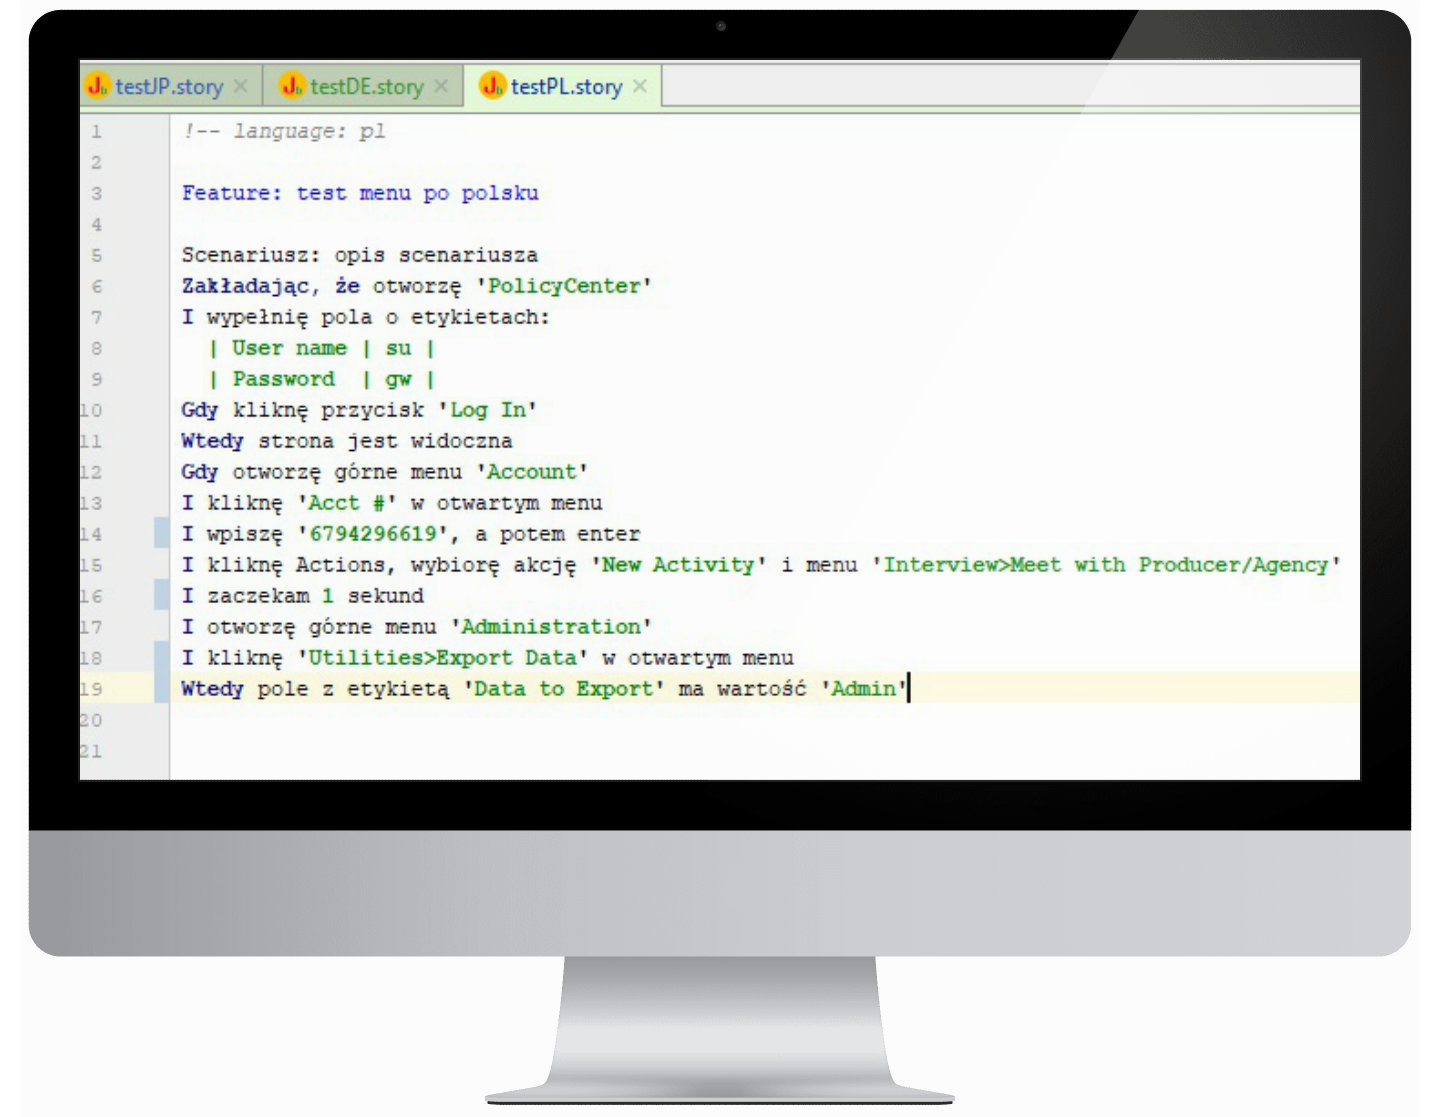 testJP.story
testDE.story
testPL.story
1 !-- language: pl
2
3 Feature: test menu po polsku
4
5 Scenariusz: opis scenariusza
6 Zakładając, że otworzę 'PolicyCenter'
7 I wypełnię pola o etykietach:
8 | User name | su |
9 | Password | gw |
10 Gdy kliknę przycisk 'Log In'
11 Wtedy strona jest widoczna
12 Gdy otworzę górne menu 'Account'
13 I kliknę 'Acct #' w otwartym menu
14 I wpiszę '6794296619', a potem enter
15 I kliknę Actions, wybiorę akcję 'New Activity' i menu 'Interview>Meet with Producer/Agency'
16 I zaczekam 1 sekund
17 I otworzę górne menu 'Administration'
18 I kliknę 'Utilities>Export Data' w otwartym menu
19 Wtedy pole z etykietą 'Data to Export' ma wartość 'Admin'
20
21